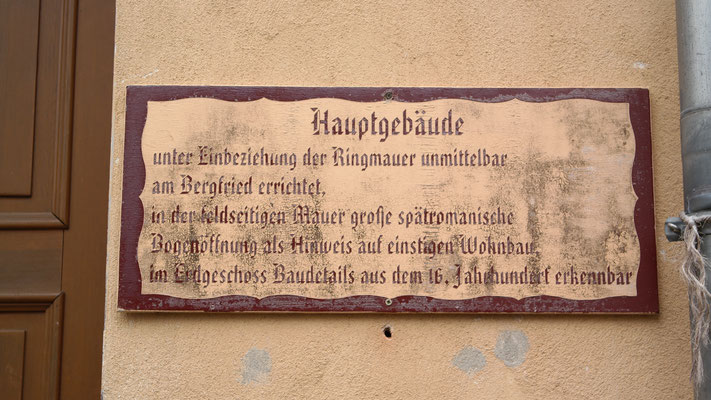 Hauptgebäude
unter Einbeziehung der Ringmauer unmittelbar
am Bergfried errichtet,
in der feldseitigen Mauer große spätromanische
Bogenöffnung als Hinweis auf einstigen Wohnbau,
im Erdgeschoss Baudetails aus dem 16. Jahrhundert erkennbar